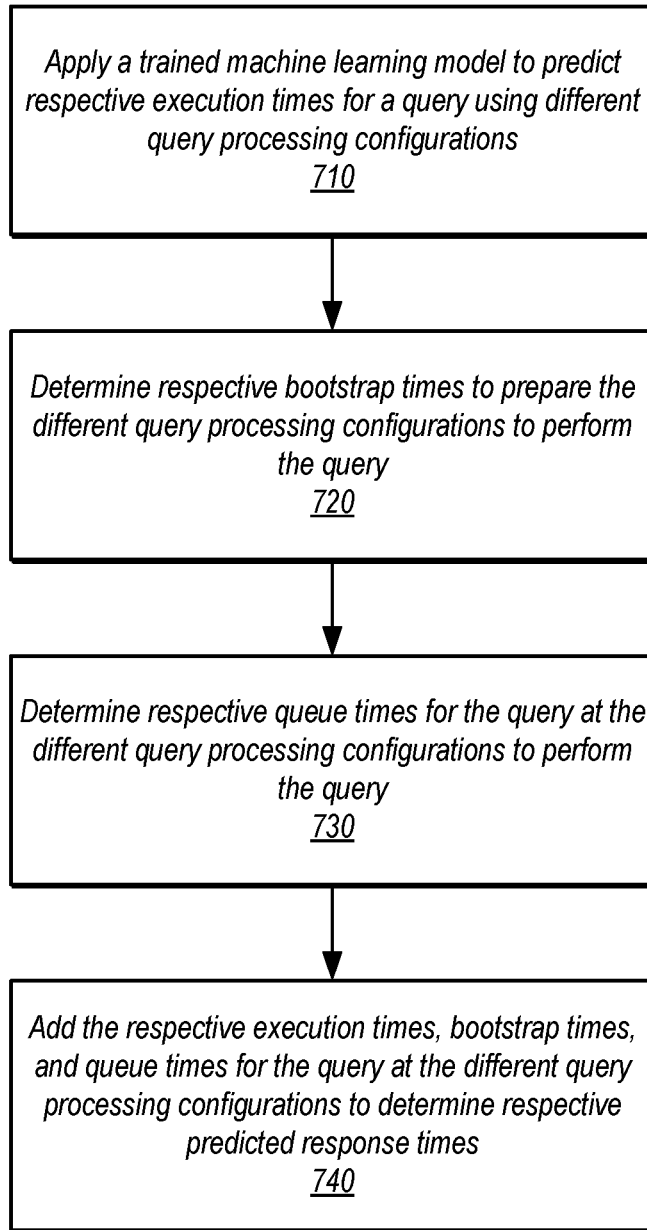 Apply a trained machine learning model to predict
respective execution times for a query using different
query processing configurations
710
Determine respective bootstrap times to prepare the
different query processing configurations to perform
the query
720
Determine respective queue times for the query at the
different query processing configurations to perform
the query
730
Add the respective execution times, bootstrap times,
and queue times for the query at the different query
processing configurations to determine respective
predicted response times
740